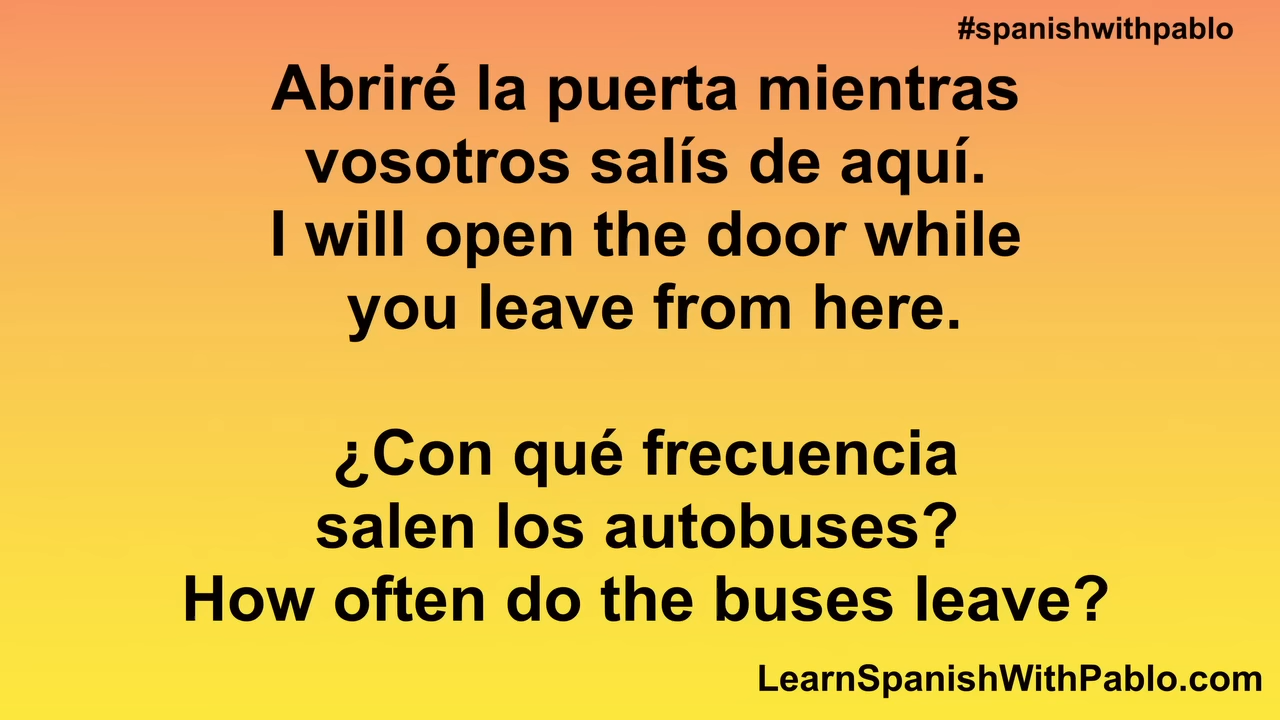 #spanishwithpablo
Abriré la puerta mientras
vosotros salís de aquí.
I will open the door while
you leave from here.
¿Con qué frecuencia
salen los autobuses?
How often do the buses leave?
LearnSpanishWithPablo.com